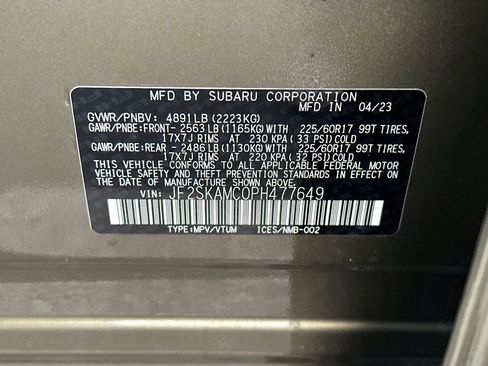 MFD BY SUBARU CORPORATION
MFD IN 04/23
GVWR/PNBV: 4891LB (2223KG)
GAWR/PNBE:FRONT- 2563LB(1165KG)WITH 225/60R17 99T TIRES,
17X7J RIMS AT 230 KPA( 33 PSI)COLD
GAWR/PNBE:REAR - 2486LB(1130KG)WITH 225/60R17 99T TIRES,
17X7J RIMS AT 220 KPA( 32 PSI)COLD
THIS VEHICLE CONFORMS TO ALL APPLICABLE FEDERAL MOTOR
VEHICLE SAFETY, BUMPER, AND THEFT PREVENTION STANDARDS
IN EFFECT ON THE DATE OF MANUFACTURE SHOWN ABOVE.
VIN: JF2SKAMC0PH477649
TYPE:MPV/VTUM ICES/NMB-002